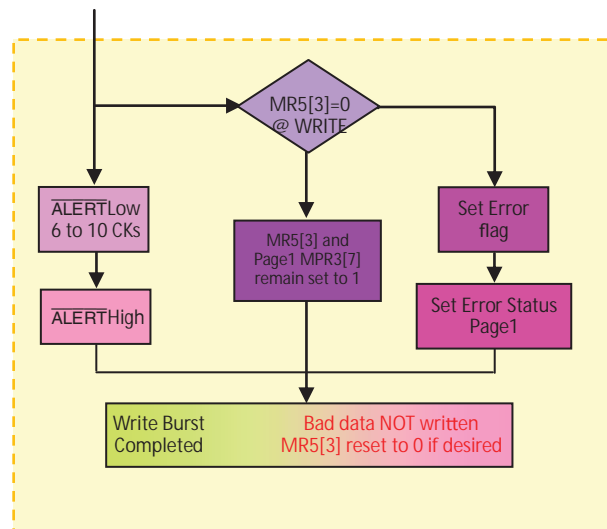 MR5[3]=0
@ WRITE
ALERTLow
6 to 10 CKs
MR5[3] and
Page1 MPR3[7]
remain set to 1
Set Error
flag
ALERTHigh
Set Error Status
Page1
Write Burst
Completed
Bad data NOT written
MR5[3] reset to 0 if desired